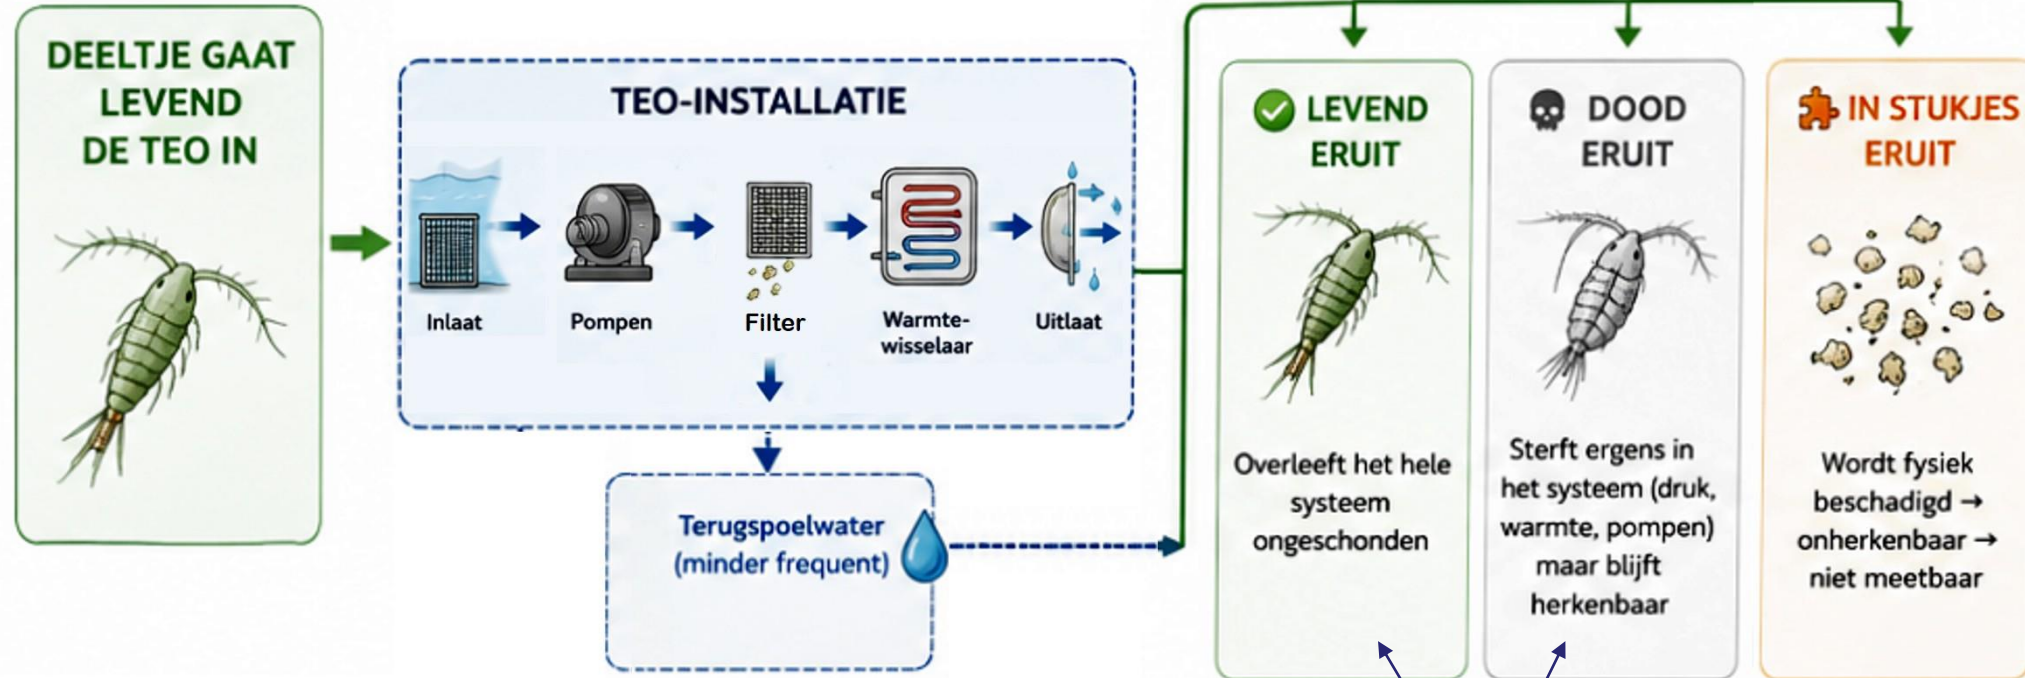 DEELTJE GAAT
LEVEND
DE TEO IN
TEO-INSTALLATIE
Inlaat
Pompen
Filter
Warmte-
wisselaar
Uitlaat
Terugspoelwater
(minder frequent)
LEVEND
ERUIT
Overleeft het hele
systeem
ongeschonden
DOOD
ERUIT
Sterft ergens in
het systeem (druk,
warmte, pompen)
maar blijft
herkenbaar
IN STUKJES
ERUIT
Wordt fysiek
beschadigd →
onherkenbaar →
niet meetbaar